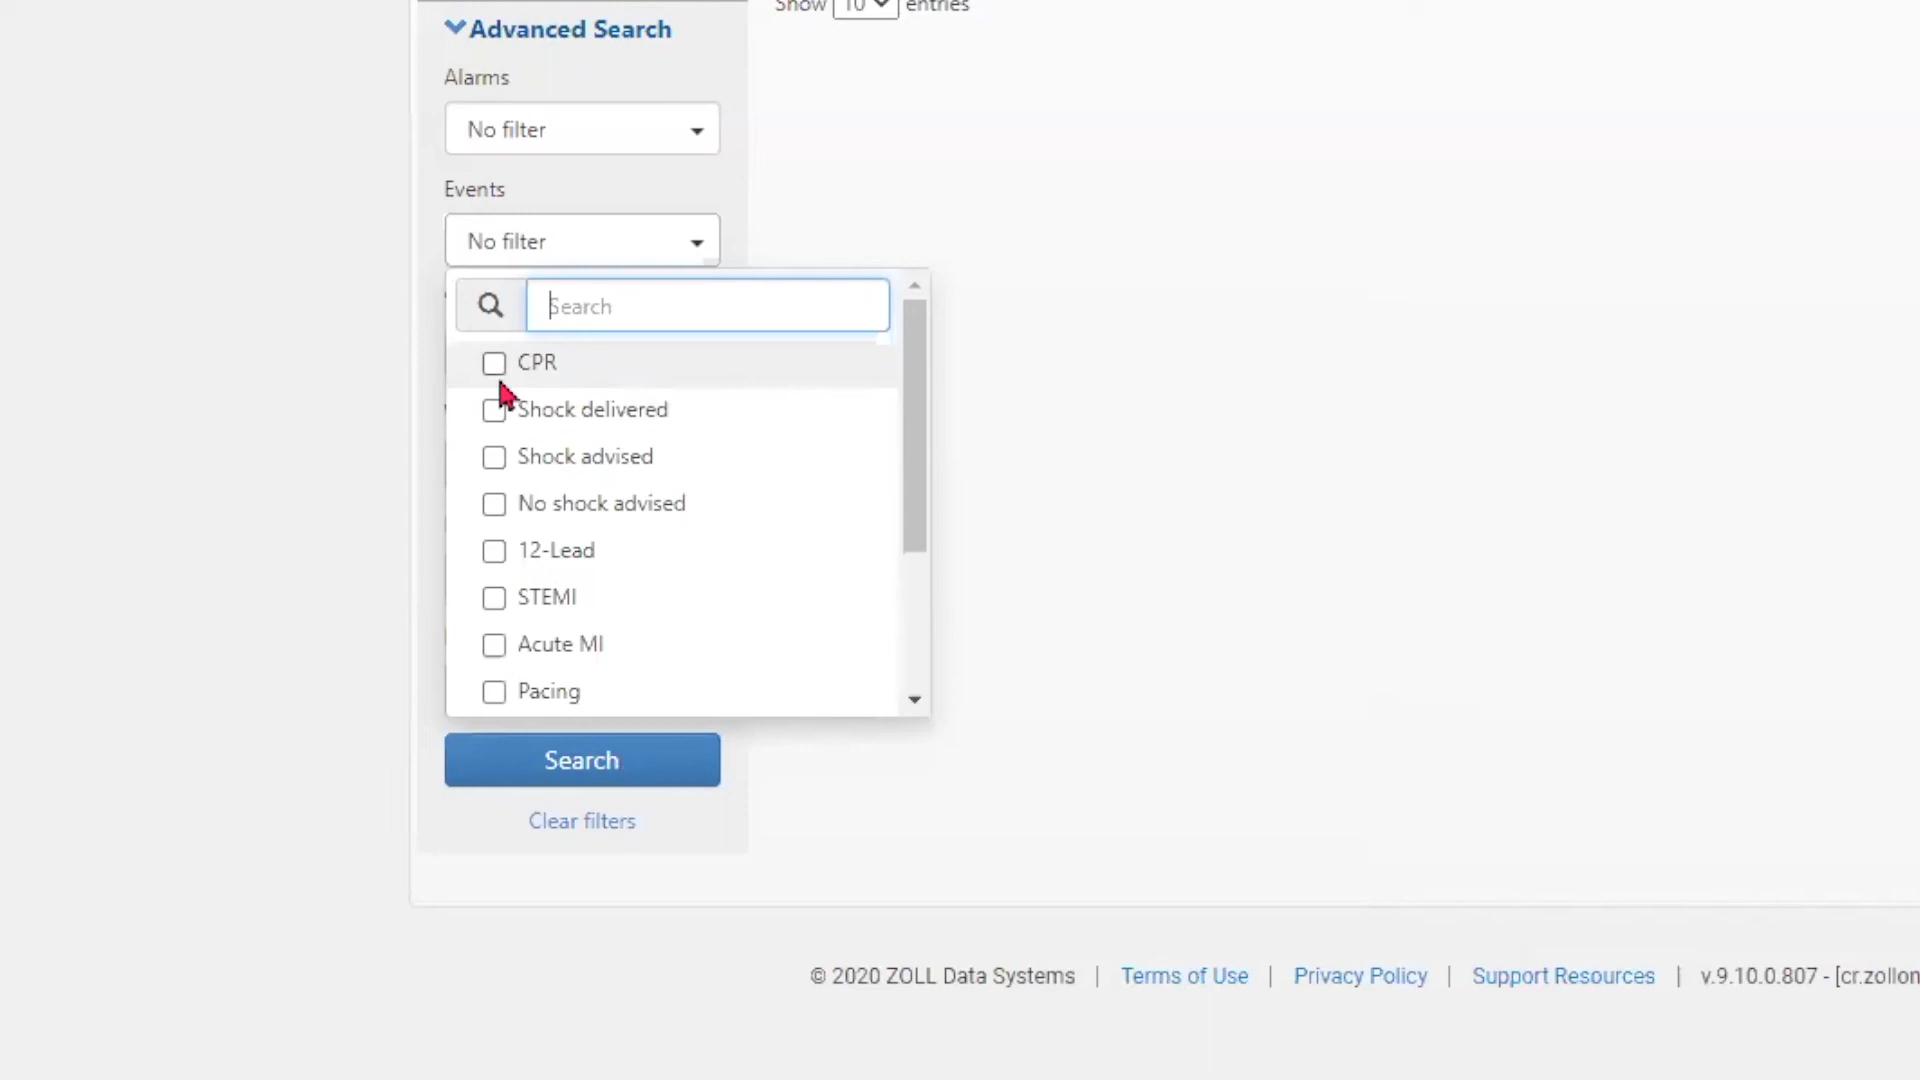 Show 10 entries
Advanced Search
Alarms
No filter
Events
No filter
Search
CPR
Shock delivered
Shock advised
No shock advised
12-Lead
STEMI
Acute MI
Pacing
Search
Clear filters
© 2020 ZOLL Data Systems | Terms of Use | Privacy Policy | Support Resources | v.9.10.0.807 - [cr.zollon